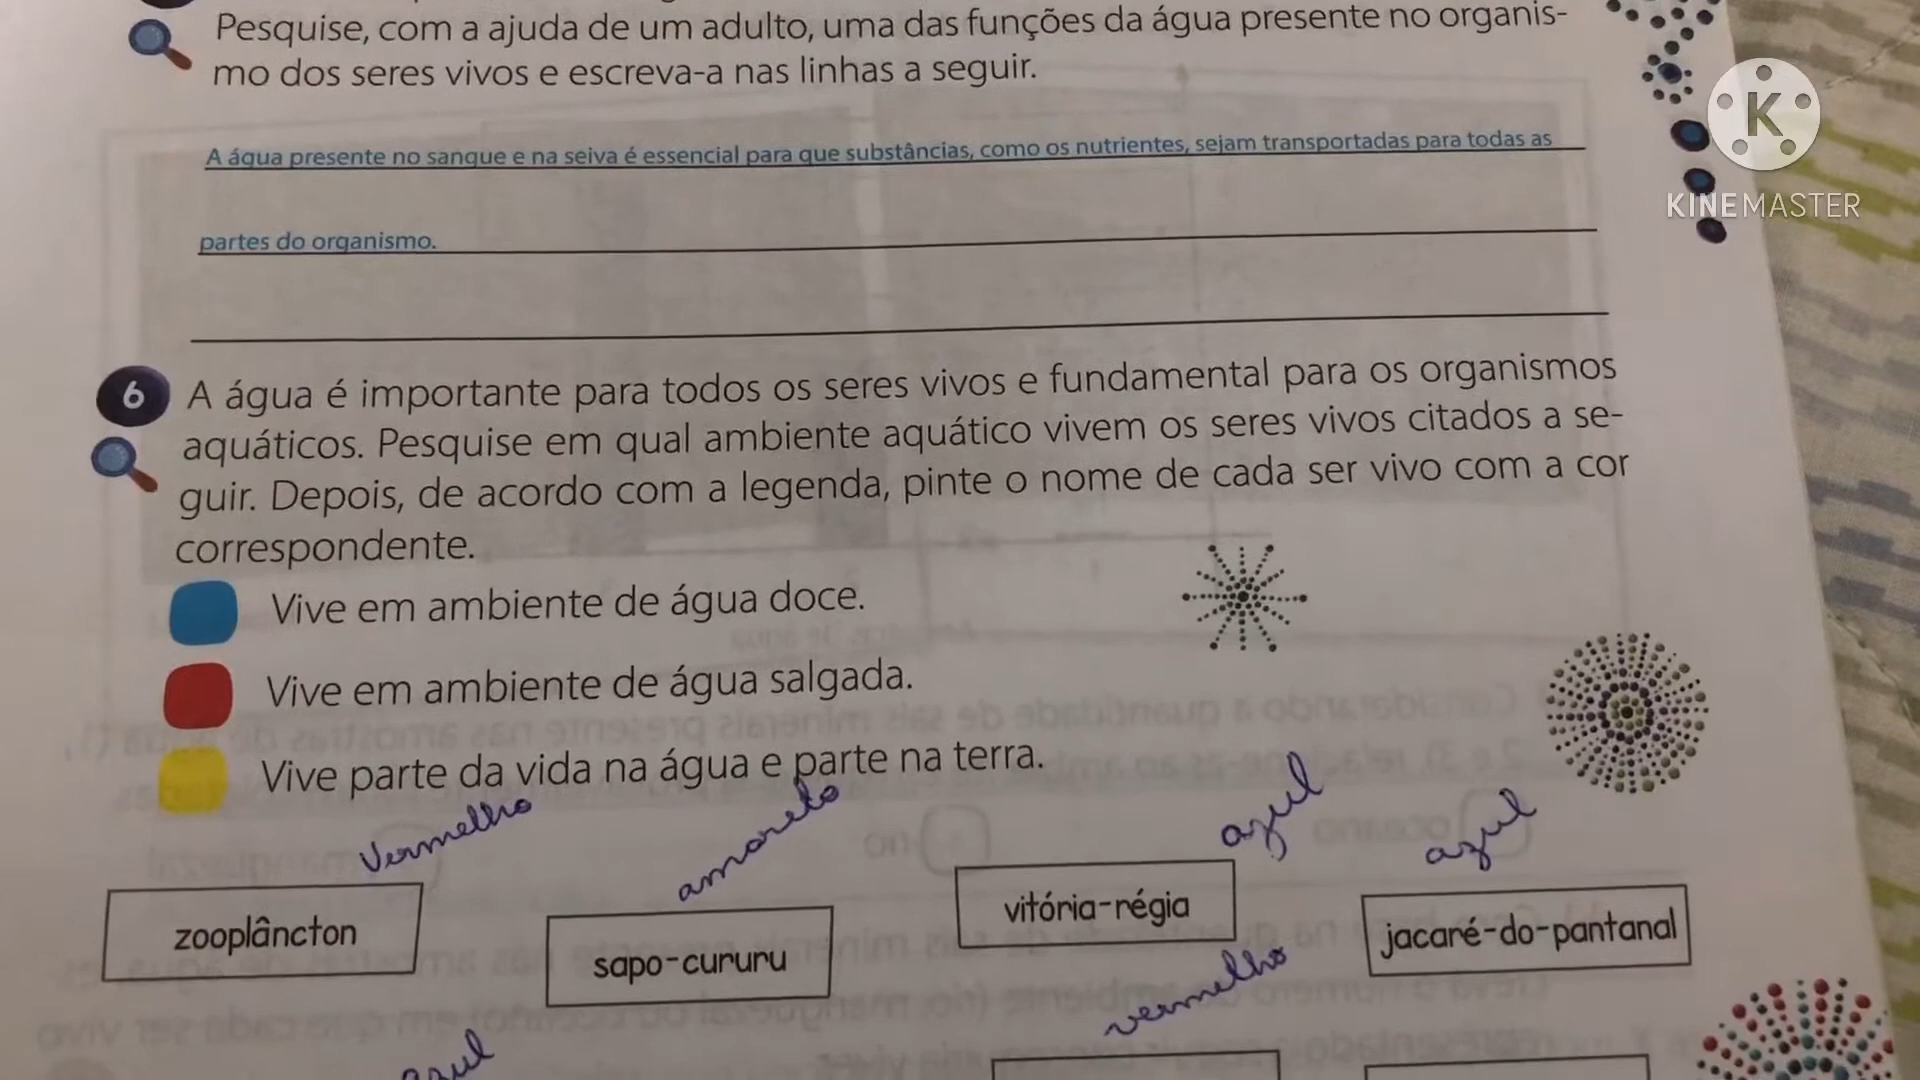 Pesquise, com a ajuda de um adulto, uma das funções da água presente no organis-
mo dos seres vivos e escreva-a nas linhas a seguir.
K
KINEMASTER
A água presente no sangue e na seiva é essencial para que substâncias, como os nutrientes, sejam transportadas para todas as
partes do organismo.
6 A água é importante para todos os seres vivos e fundamental para os organismos
aquáticos. Pesquise em qual ambiente aquático vivem os seres vivos citados a se-
guir. Depois, de acordo com a legenda, pinte o nome de cada ser vivo com a cor
correspondente.
Vive em ambiente de água doce.
Vive em ambiente de água salgada.
Vive parte da vida na água e parte na terra.
Vermelho amarelo azul azul
zooplâncton sapo-cururu vitória-régia jacaré-do-pantanal
azul vermelho